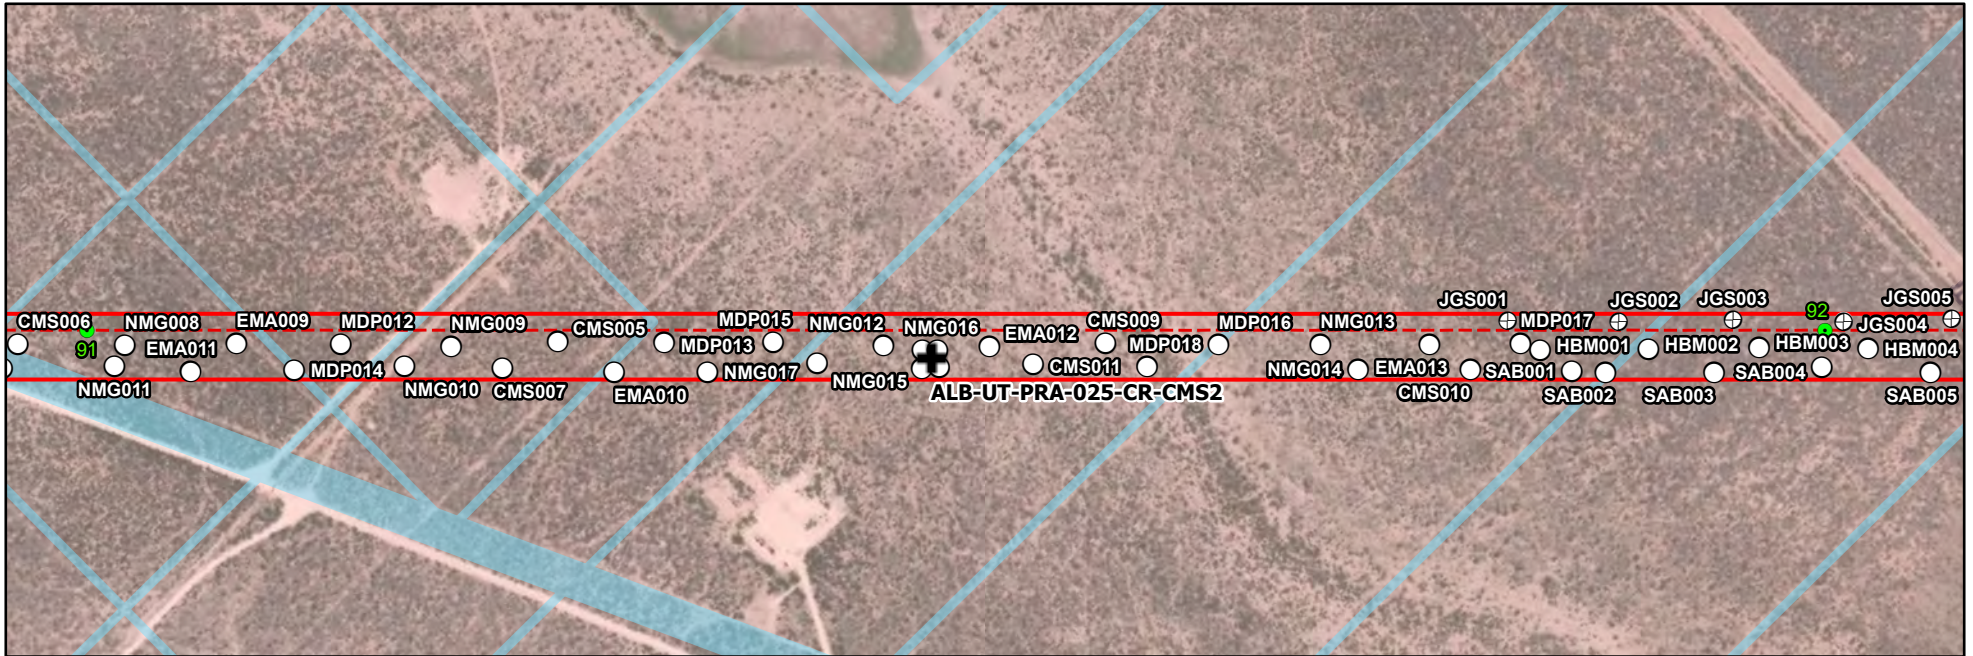 JGS001
JGS002
JGS003
JGS005
CMS006
NMG008
EMA009
MDP012
NMG009
CMS005
MDP015
NMG012
NMG016
EMA012
CMS009
MDP016
NMG013
MDP017
92
JGS004
91
EMA011
MDP013
CMS011
MDP018
HBM001
HBM002
HBM003
HBM004
NMG011
MDP014
NMG010
CMS007
EMA010
NMG017
NMG015
NMG014
EMA013
CMS010
SAB001
SAB002
SAB003
SAB004
SAB005
ALB-UT-PRA-025-CR-CMS2